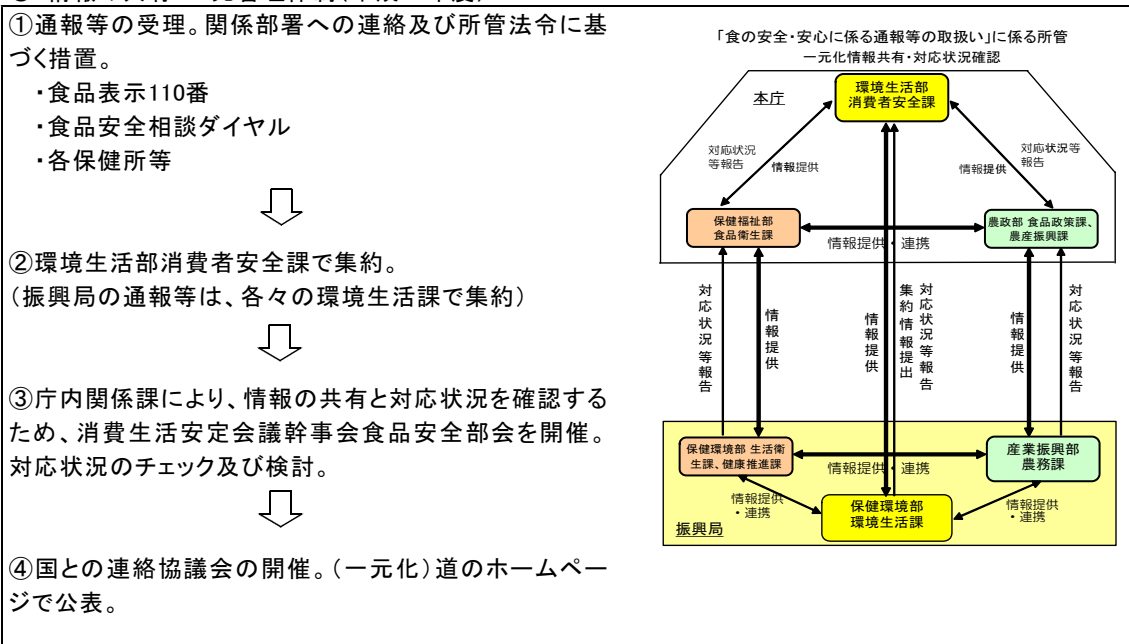 ①通報等の受理。関係部署への連絡及び所管法令に基
づく措置。
・食品表示110番
・食品安全相談ダイヤル
・各保健所等
②環境生活部消費者安全課で集約。
（振興局の通報等は、各々の環境生活課で集約）
③庁内関係課により、情報の共有と対応状況を確認する
ため、消費生活安定会議幹事会食品安全部会を開催。
対応状況のチェック及び検討。
④国との連絡協議会の開催。（一元化）道のホームペー
ジで公表。
「食の安全・安心に係る通報等の取扱い」に係る所管
一元化情報共有・対応状況確認
本庁
環境生活部
消費者安全課
対応状況
等報告
情報提供
対応状況等
報告
情報提供
保健福祉部
食品衛生課
農政部 食品政策課、
農産振興課
情報提供・連携
対応状況等報告
情報提供
情報提供
集約情報提出
対応状況等報告
情報提供
対応状況等報告
保健環境部 生活衛
生課、健康推進課
産業振興部
農務課
情報提供・連携
情報提供
・連携
保健環境部
環境生活課
情報提供
・連携
振興局